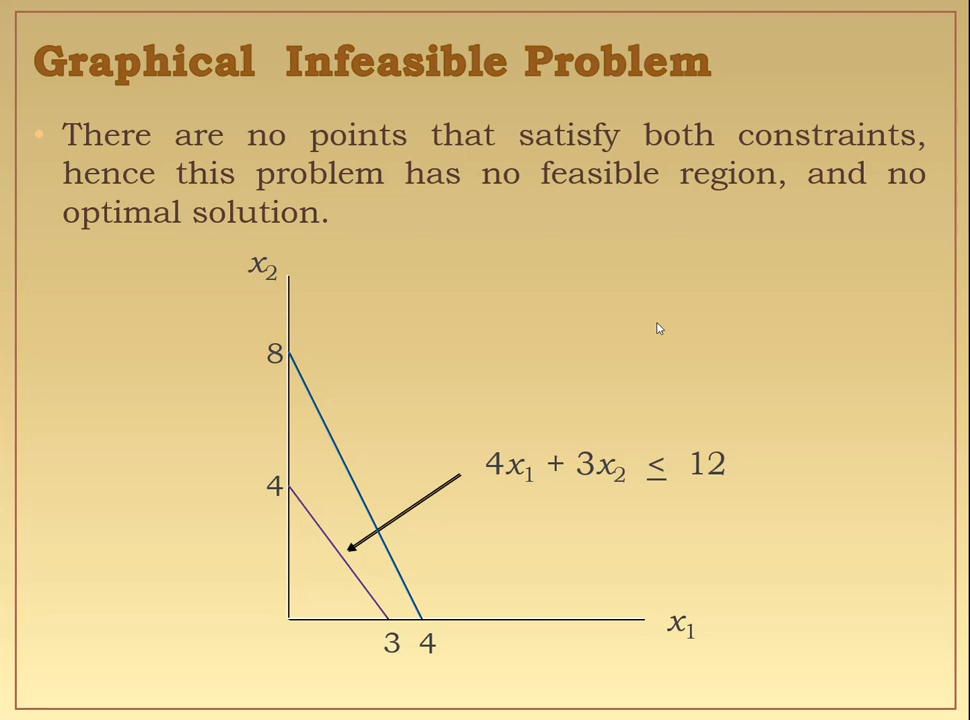 Graphical Infeasible Problem
• There are no points that satisfy both constraints,
hence this problem has no feasible region, and no
optimal solution.
x₂
8
4x₁ + 3x₂ ≤ 12
4
x₁
3 4